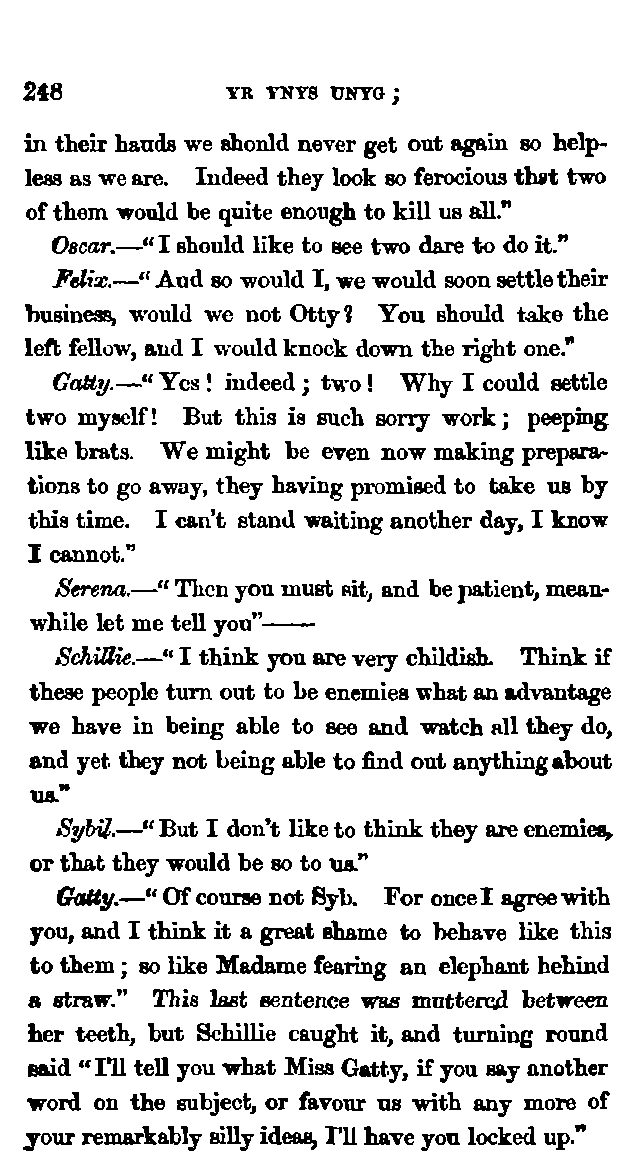 248 YR YNYS UNYG ;
in their hands we should never get out again so help-
less as we are. Indeed they look so ferocious that two
of them would be quite enough to kill us all."
Oscar.—"I should like to see two dare to do it."
Felix.—"And so would I, we would soon settle their
business, would we not Otty? You should take the
left fellow, and I would knock down the right one."
Gatty.—"Yes! indeed; two! Why I could settle
two myself! But this is such sorry work; peeping
like brats. We might be even now making prepara-
tions to go away, they having promised to take us by
this time. I can't stand waiting another day, I know
I cannot."
Serena.—"Then you must sit, and be patient, mean-
while let me tell you"——
Schillie.—"I think you are very childish. Think if
these people turn out to be enemies what an advantage
we have in being able to see and watch all they do,
and yet they not being able to find out anything about
us."
Sybil.—"But I don't like to think they are enemies,
or that they would be so to us."
Gatty.—"Of course not Syb. For once I agree with
you, and I think it a great shame to behave like this
to them; so like Madame fearing an elephant behind
a straw." This last sentence was muttered between
her teeth, but Schillie caught it, and turning round
said "I'll tell you what Miss Gatty, if you say another
word on the subject, or favour us with any more of
your remarkably silly ideas, I'll have you locked up."